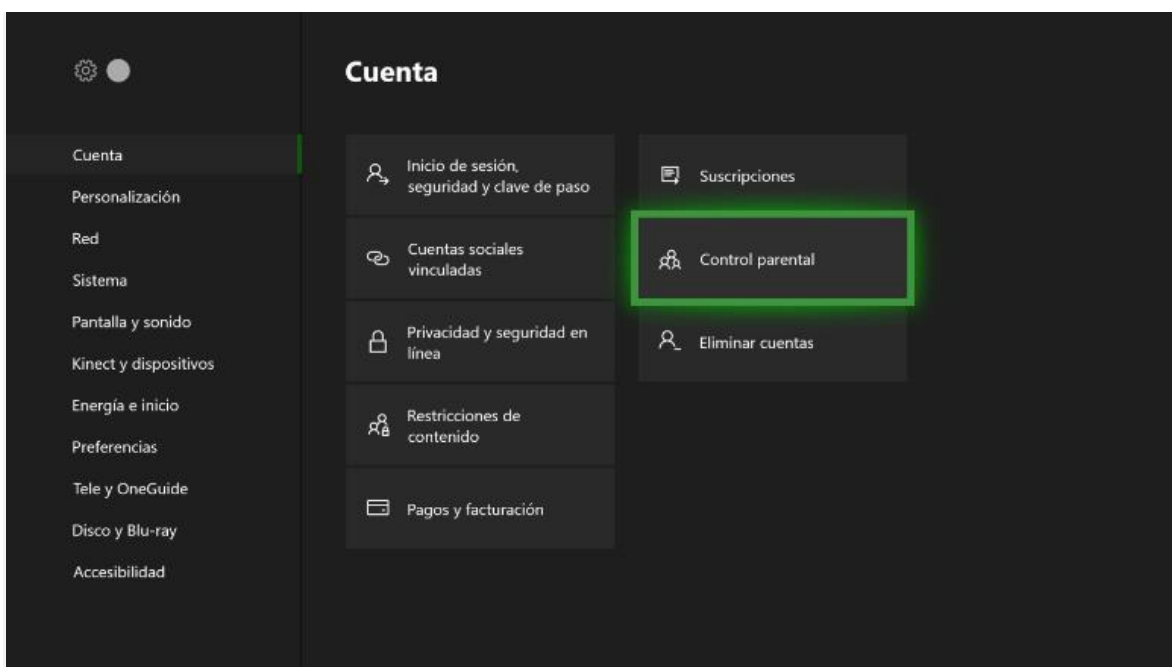 Cuenta
Cuenta
Personalización
Red
Sistema
Pantalla y sonido
Kinect y dispositivos
Energía e inicio
Preferencias
Tele y OneGuide
Disco y Blu-ray
Accesibilidad
Inicio de sesión,
seguridad y clave de paso
Cuentas sociales
vinculadas
Privacidad y seguridad en
línea
Restricciones de
contenido
Pagos y facturación
Suscripciones
Control parental
Eliminar cuentas